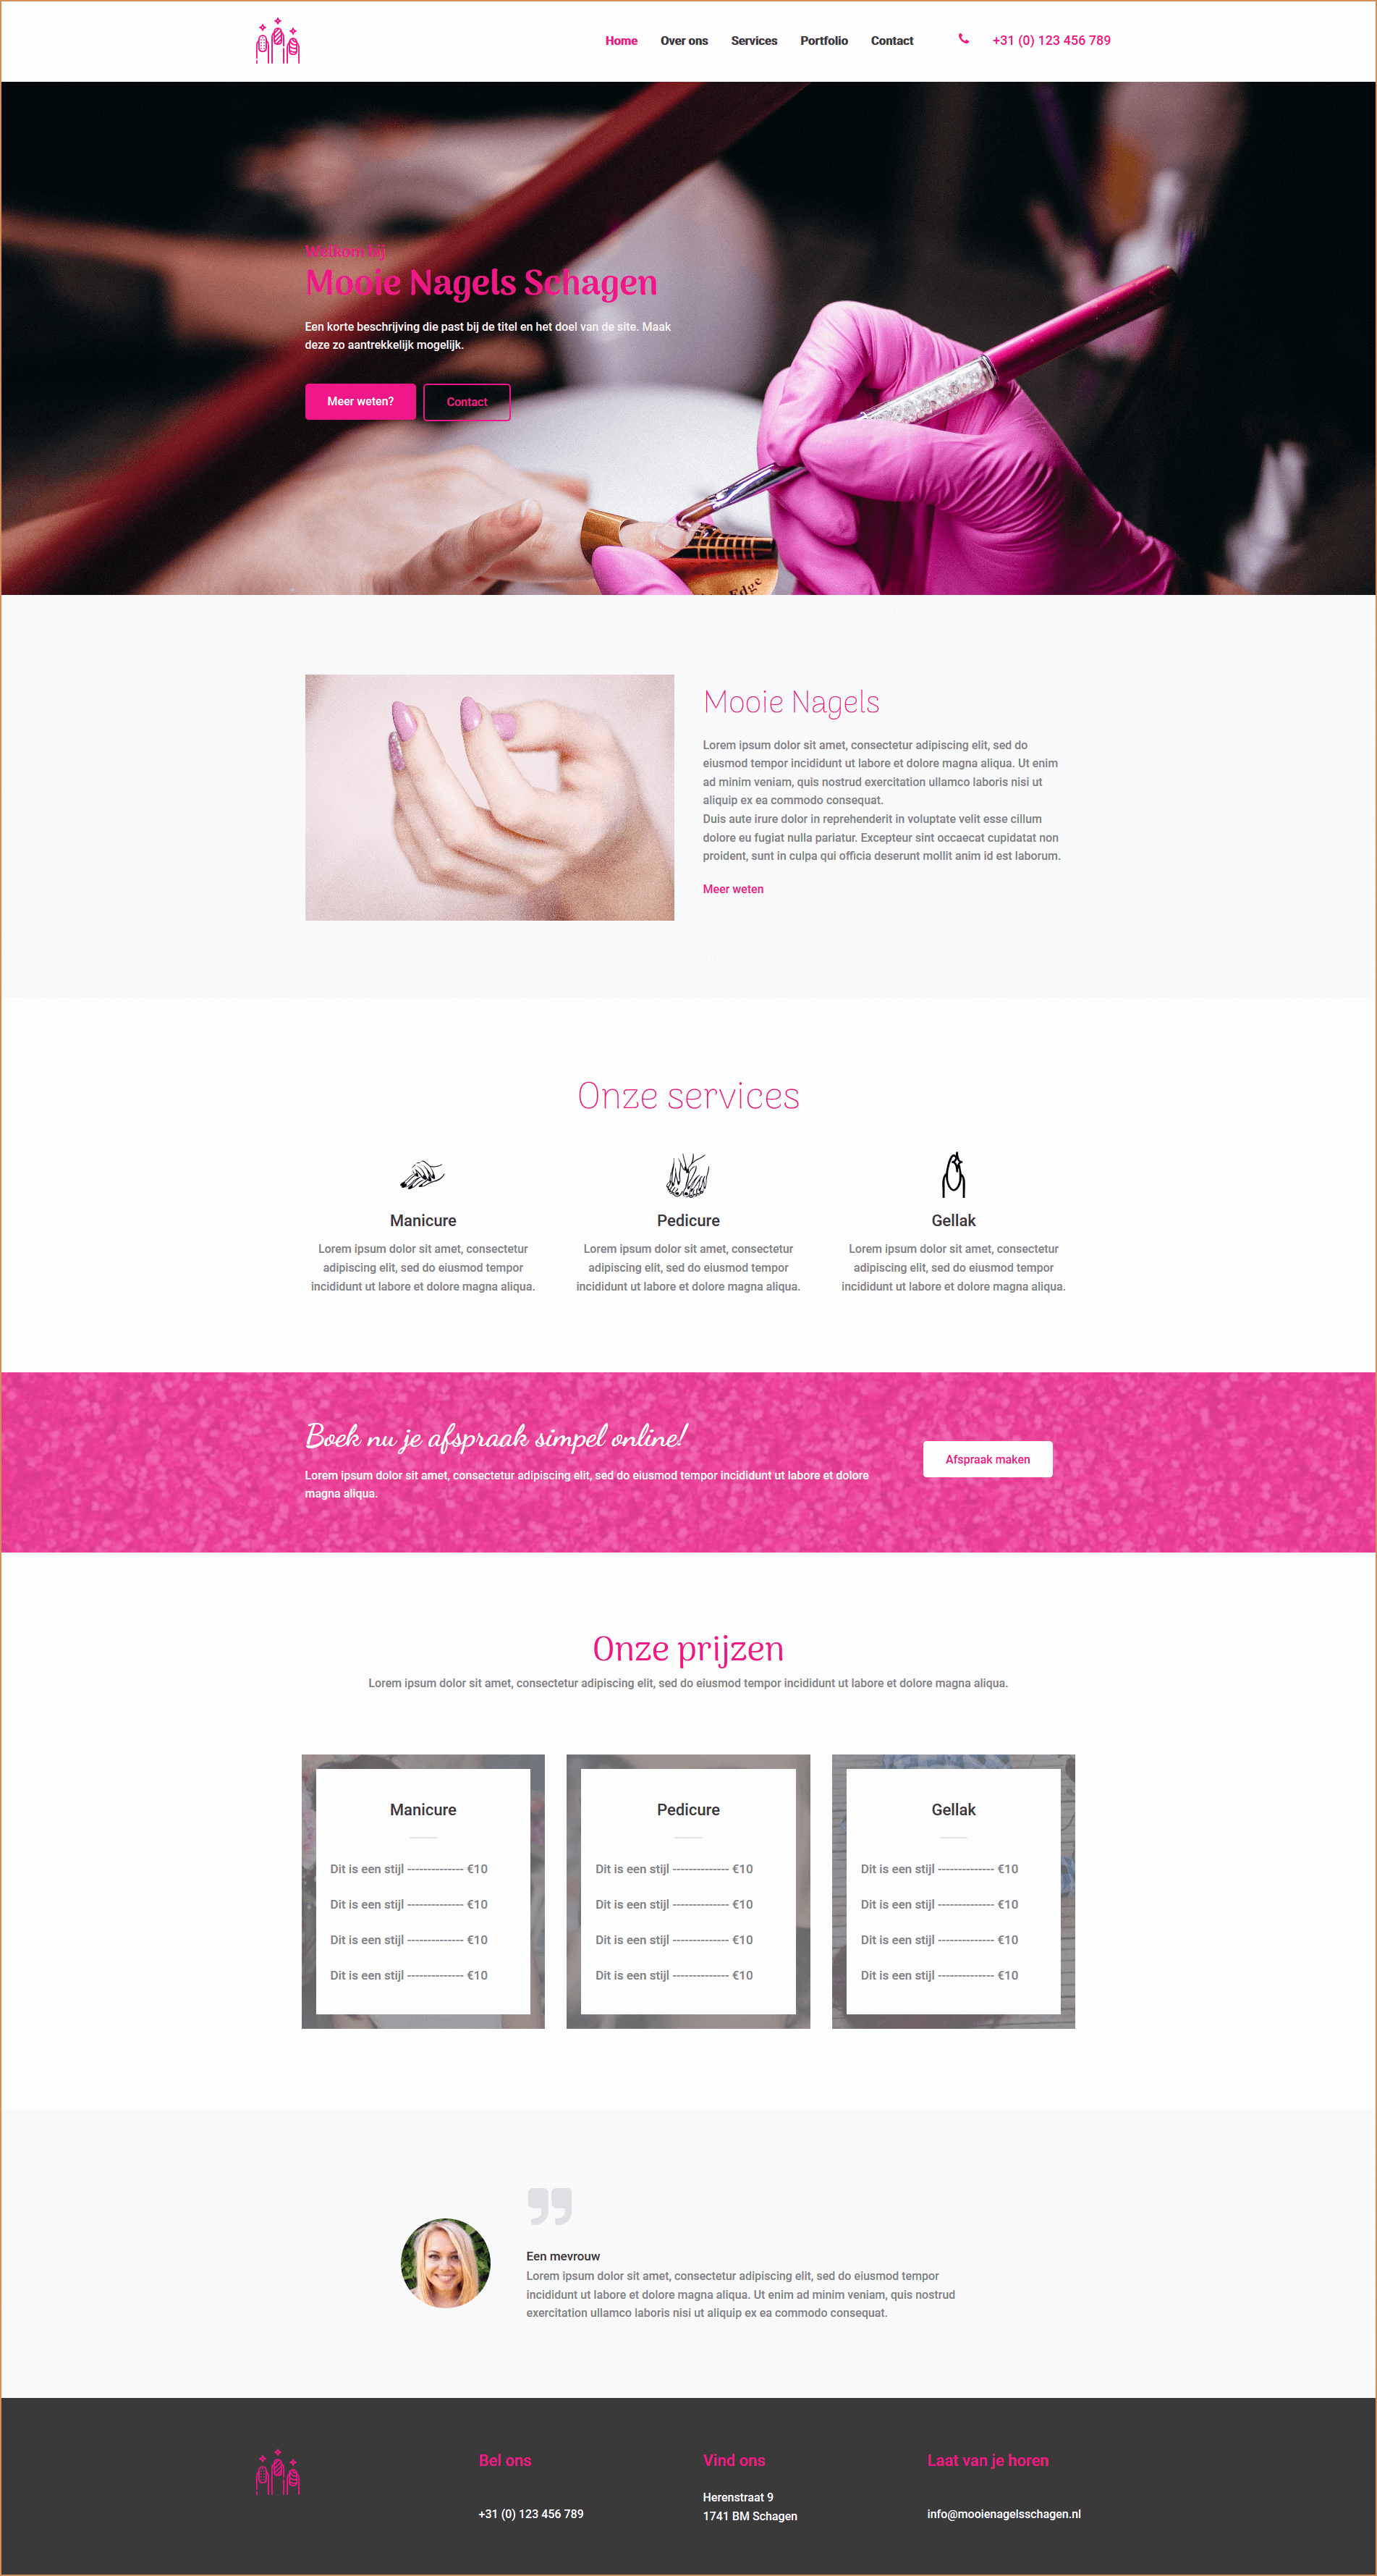 Home Over ons Services Portfolio Contact +31 (0) 123 456 789
Welkom bij
Mooie Nagels Schagen
Een korte beschrijving die past bij de titel en het doel van de site. Maak
deze zo aantrekkelijk mogelijk.
Meer weten? Contact
Edge
Mooie Nagels
Lorem ipsum dolor sit amet, consectetur adipiscing elit, sed do
eiusmod tempor incididunt ut labore et dolore magna aliqua. Ut enim
ad minim veniam, quis nostrud exercitation ullamco laboris nisi ut
aliquip ex ea commodo consequat.
Duis aute irure dolor in reprehenderit in voluptate velit esse cillum
dolore eu fugiat nulla pariatur. Excepteur sint occaecat cupidatat non
proident, sunt in culpa qui officia deserunt mollit anim id est laborum.
Meer weten
Onze services
Manicure
Lorem ipsum dolor sit amet, consectetur
adipiscing elit, sed do eiusmod tempor
incididunt ut labore et dolore magna aliqua.
Pedicure
Lorem ipsum dolor sit amet, consectetur
adipiscing elit, sed do eiusmod tempor
incididunt ut labore et dolore magna aliqua.
Gellak
Lorem ipsum dolor sit amet, consectetur
adipiscing elit, sed do eiusmod tempor
incididunt ut labore et dolore magna aliqua.
Boek nu je afspraak simpel online!
Lorem ipsum dolor sit amet, consectetur adipiscing elit, sed do eiusmod tempor incididunt ut labore et dolore
magna aliqua.
Afspraak maken
Onze prijzen
Lorem ipsum dolor sit amet, consectetur adipiscing elit, sed do eiusmod tempor incididunt ut labore et dolore magna aliqua.
Manicure
Dit is een stijl -------------- €10
Dit is een stijl -------------- €10
Dit is een stijl -------------- €10
Dit is een stijl -------------- €10
Pedicure
Dit is een stijl -------------- €10
Dit is een stijl -------------- €10
Dit is een stijl -------------- €10
Dit is een stijl -------------- €10
Gellak
Dit is een stijl -------------- €10
Dit is een stijl -------------- €10
Dit is een stijl -------------- €10
Dit is een stijl -------------- €10
Een mevrouw
Lorem ipsum dolor sit amet, consectetur adipiscing elit, sed do eiusmod tempor
incididunt ut labore et dolore magna aliqua. Ut enim ad minim veniam, quis nostrud
exercitation ullamco laboris nisi ut aliquip ex ea commodo consequat.
Bel ons
+31 (0) 123 456 789
Vind ons
Herenstraat 9
1741 BM Schagen
Laat van je horen
info@mooienagelsschagen.nl